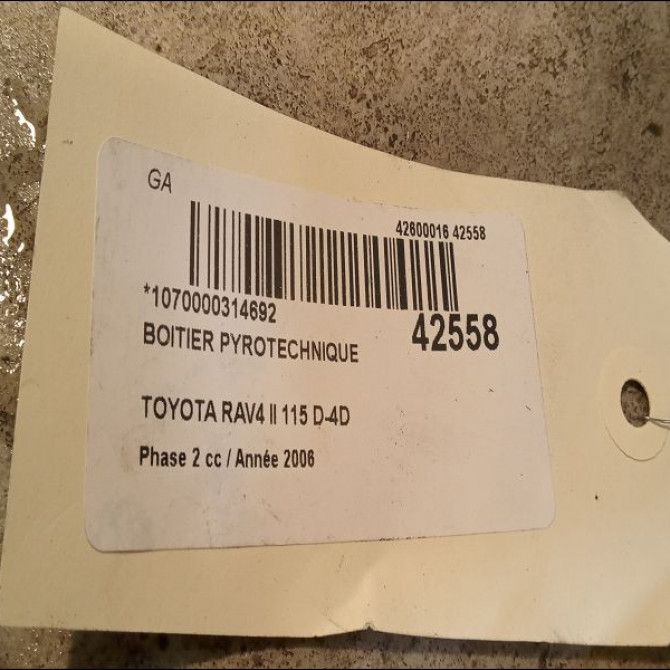 GA
42600016 42558
*1070000314692
42558
BOITIER PYROTECHNIQUE
TOYOTA RAV4 II 115 D-4D
Phase 2 cc / Année 2006